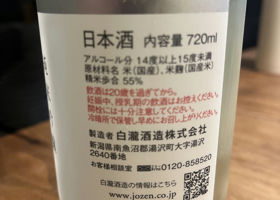 日本酒 内容量 720ml
アルコール分 14度以上15度未満
原材料名 米(国産)、米麹(国産米)
精米歩合 55%
飲酒は20歳を過ぎてから。
妊娠中、授乳期の飲酒はお控えください。
開栓には十分注意してください。
冷暗所で保管し早めにお召し上がりください。
製造者 白瀧酒造株式会社
新潟県南魚沼郡湯沢町大字湯沢
2640番地
お客様相談室 0120-858520
白瀧酒造の情報はこちら
www.jozen.co.jp